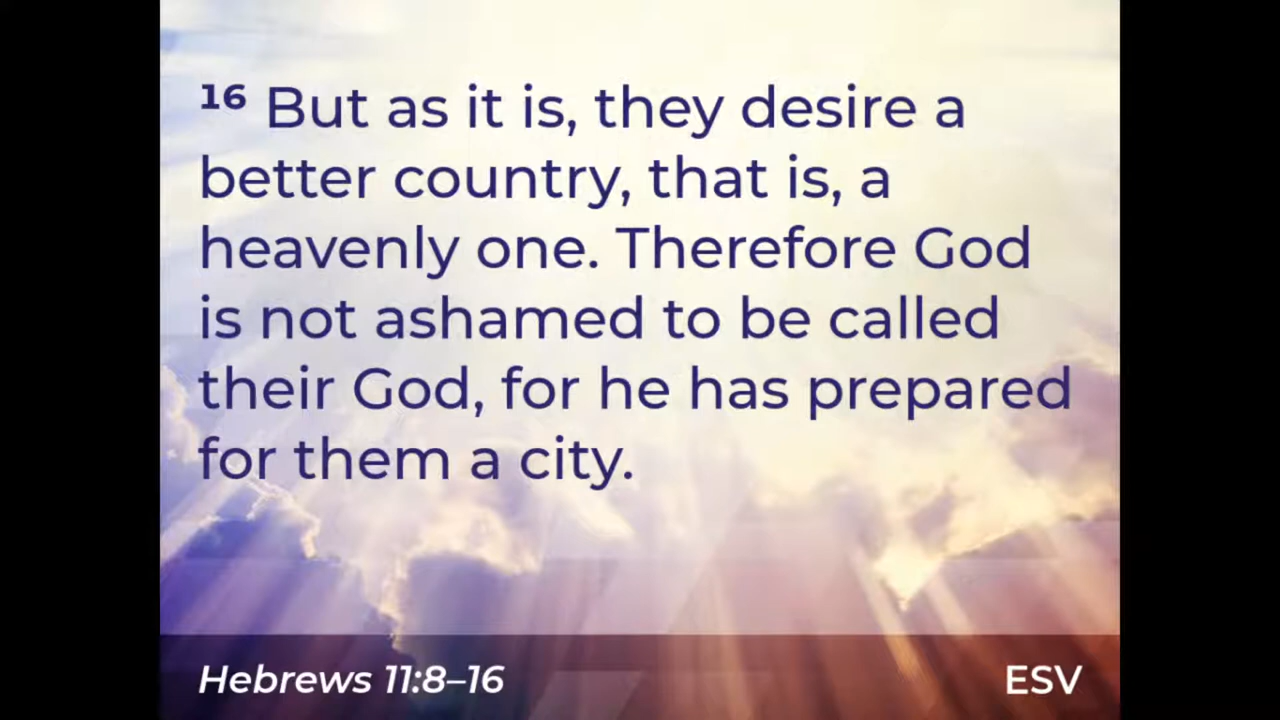 16 But as it is, they desire a
better country, that is, a
heavenly one. Therefore God
is not ashamed to be called
their God, for he has prepared
for them a city.
Hebrews 11:8–16
ESV